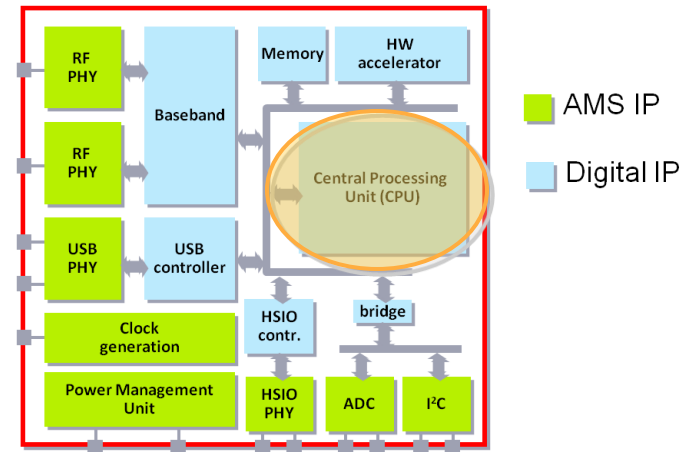 RF
PHY
Baseband
Memory
HW
accelerator
AMS IP
RF
PHY
Central Processing
Unit (CPU)
Digital IP
USB
PHY
USB
controller
Clock
generation
HSIO
contr.
bridge
Power Management
Unit
HSIO
PHY
ADC
I²C